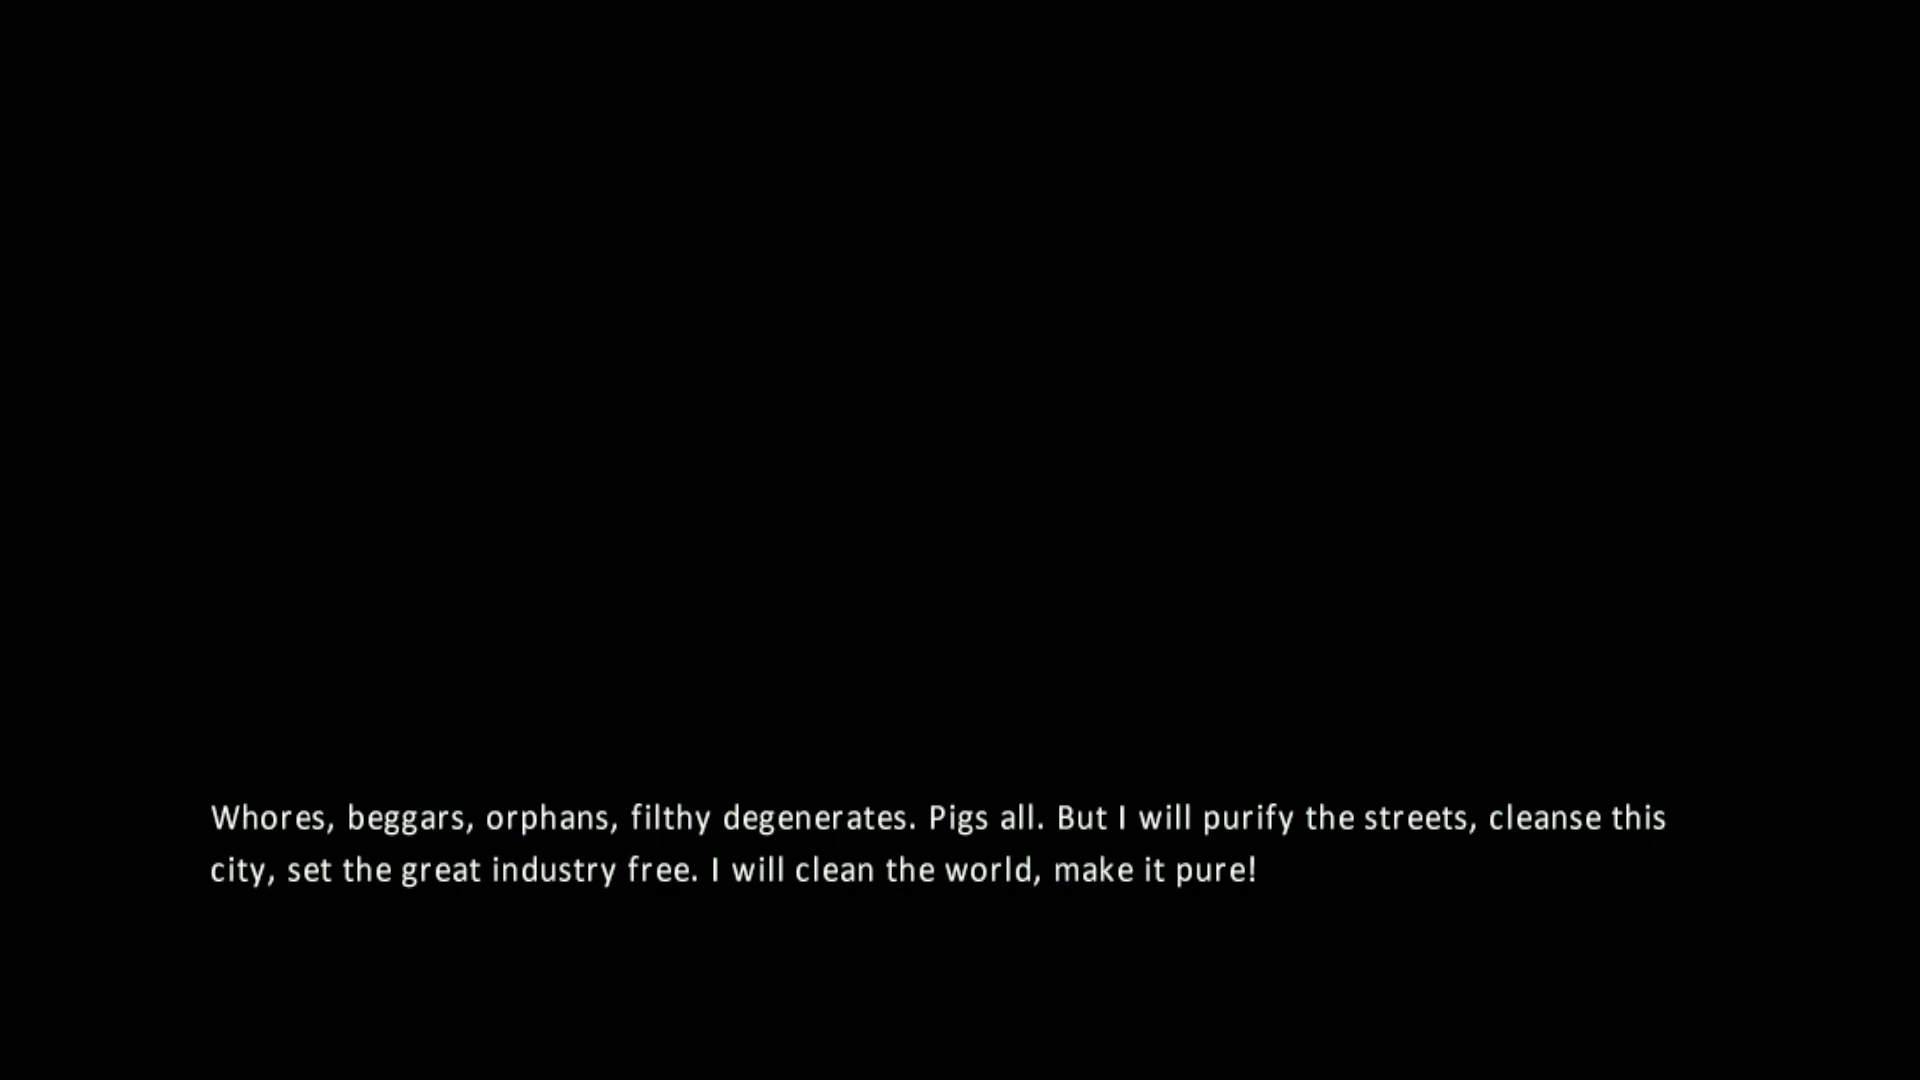 Whores, beggars, orphans, filthy degenerates. Pigs all. But I will purify the streets, cleanse this
city, set the great industry free. I will clean the world, make it pure!